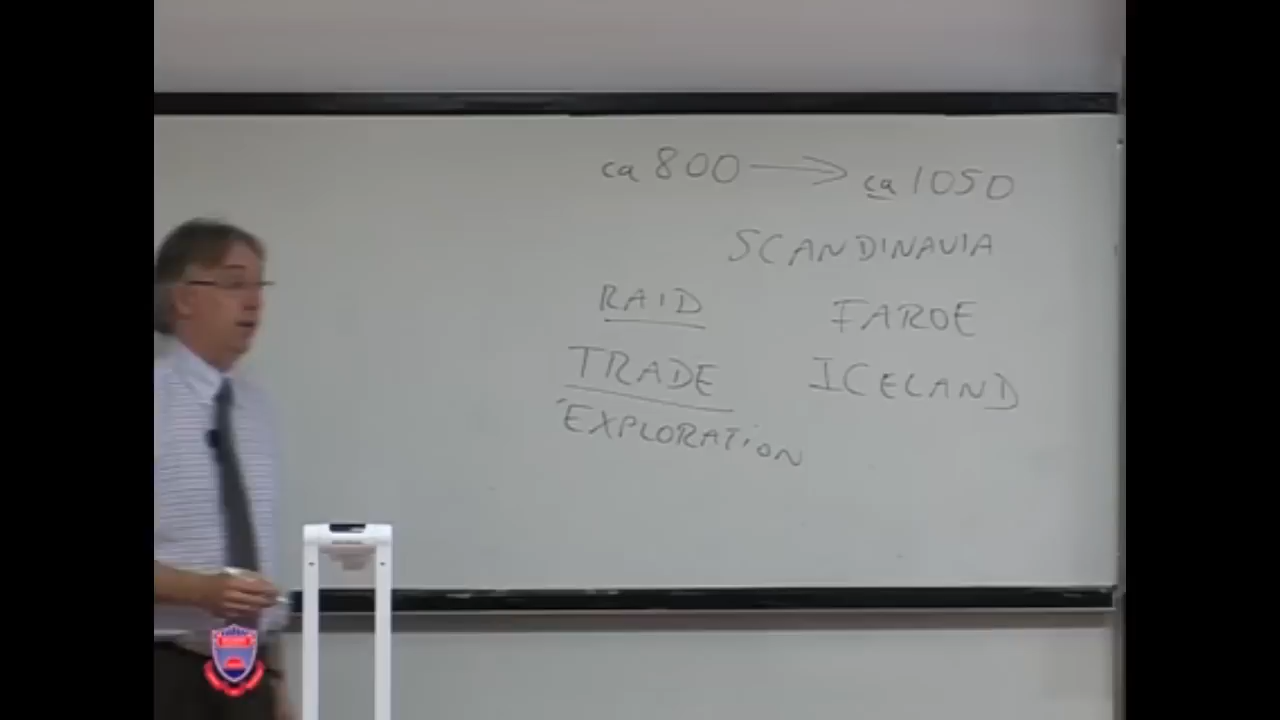 ca 800 → ca 1050
SCANDINAVIA
RAID
FAROE
TRADE
ICELAND
EXPLORATiON